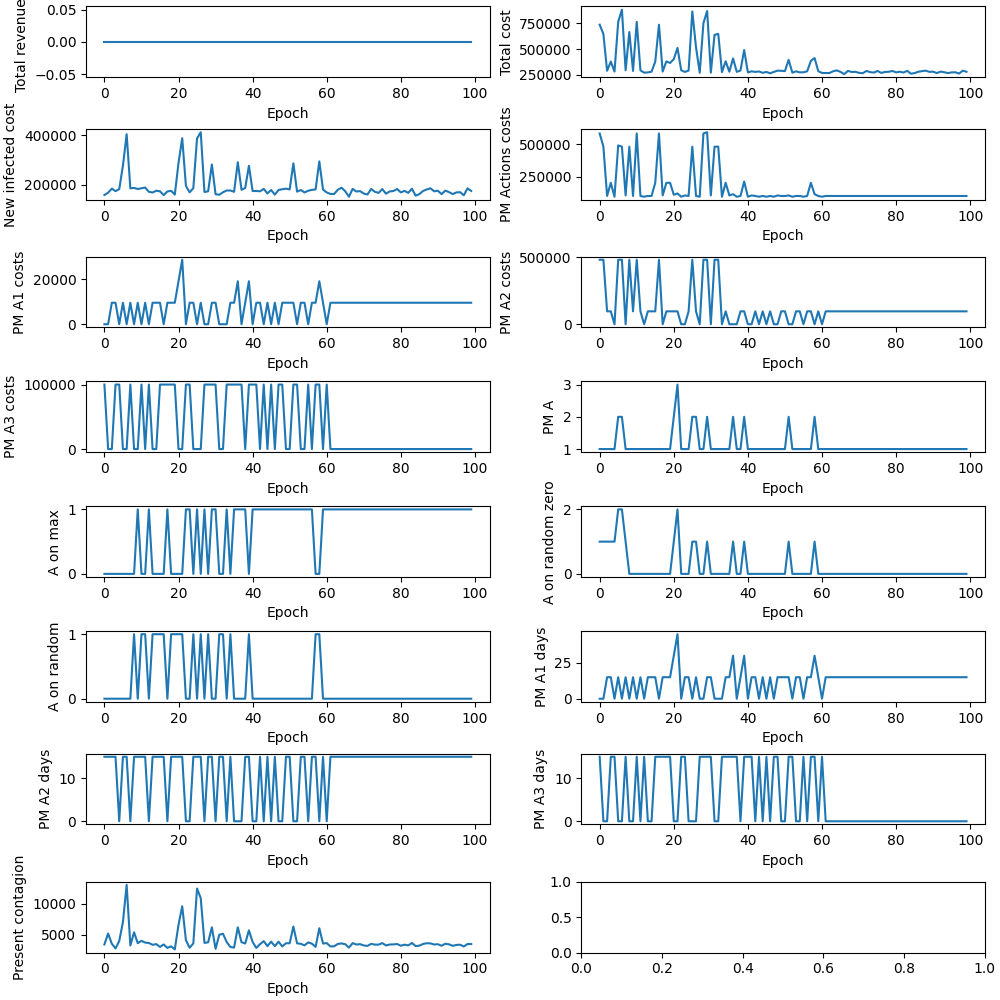 Total revenue
0.05
0.00
−0.05
0 20 40 60 80 100
Epoch
Total cost
750000
500000
250000
0 20 40 60 80 100
Epoch
New infected cost
400000
200000
0 20 40 60 80 100
Epoch
PM Actions costs
500000
250000
0 20 40 60 80 100
Epoch
PM A1 costs
20000
0
0 20 40 60 80 100
Epoch
PM A2 costs
500000
0
0 20 40 60 80 100
Epoch
PM A3 costs
100000
0
0 20 40 60 80 100
Epoch
PM A
3
2
1
0 20 40 60 80 100
Epoch
A on max
1
0
0 20 40 60 80 100
Epoch
A on random zero
2
0
0 20 40 60 80 100
Epoch
A on random
1
0
0 20 40 60 80 100
Epoch
PM A1 days
25
0
0 20 40 60 80 100
Epoch
PM A2 days
10
0
0 20 40 60 80 100
Epoch
PM A3 days
10
0
0 20 40 60 80 100
Epoch
Present contagion
10000
5000
0 20 40 60 80 100
Epoch
1.0
0.5
0.0
0.0 0.2 0.4 0.6 0.8 1.0